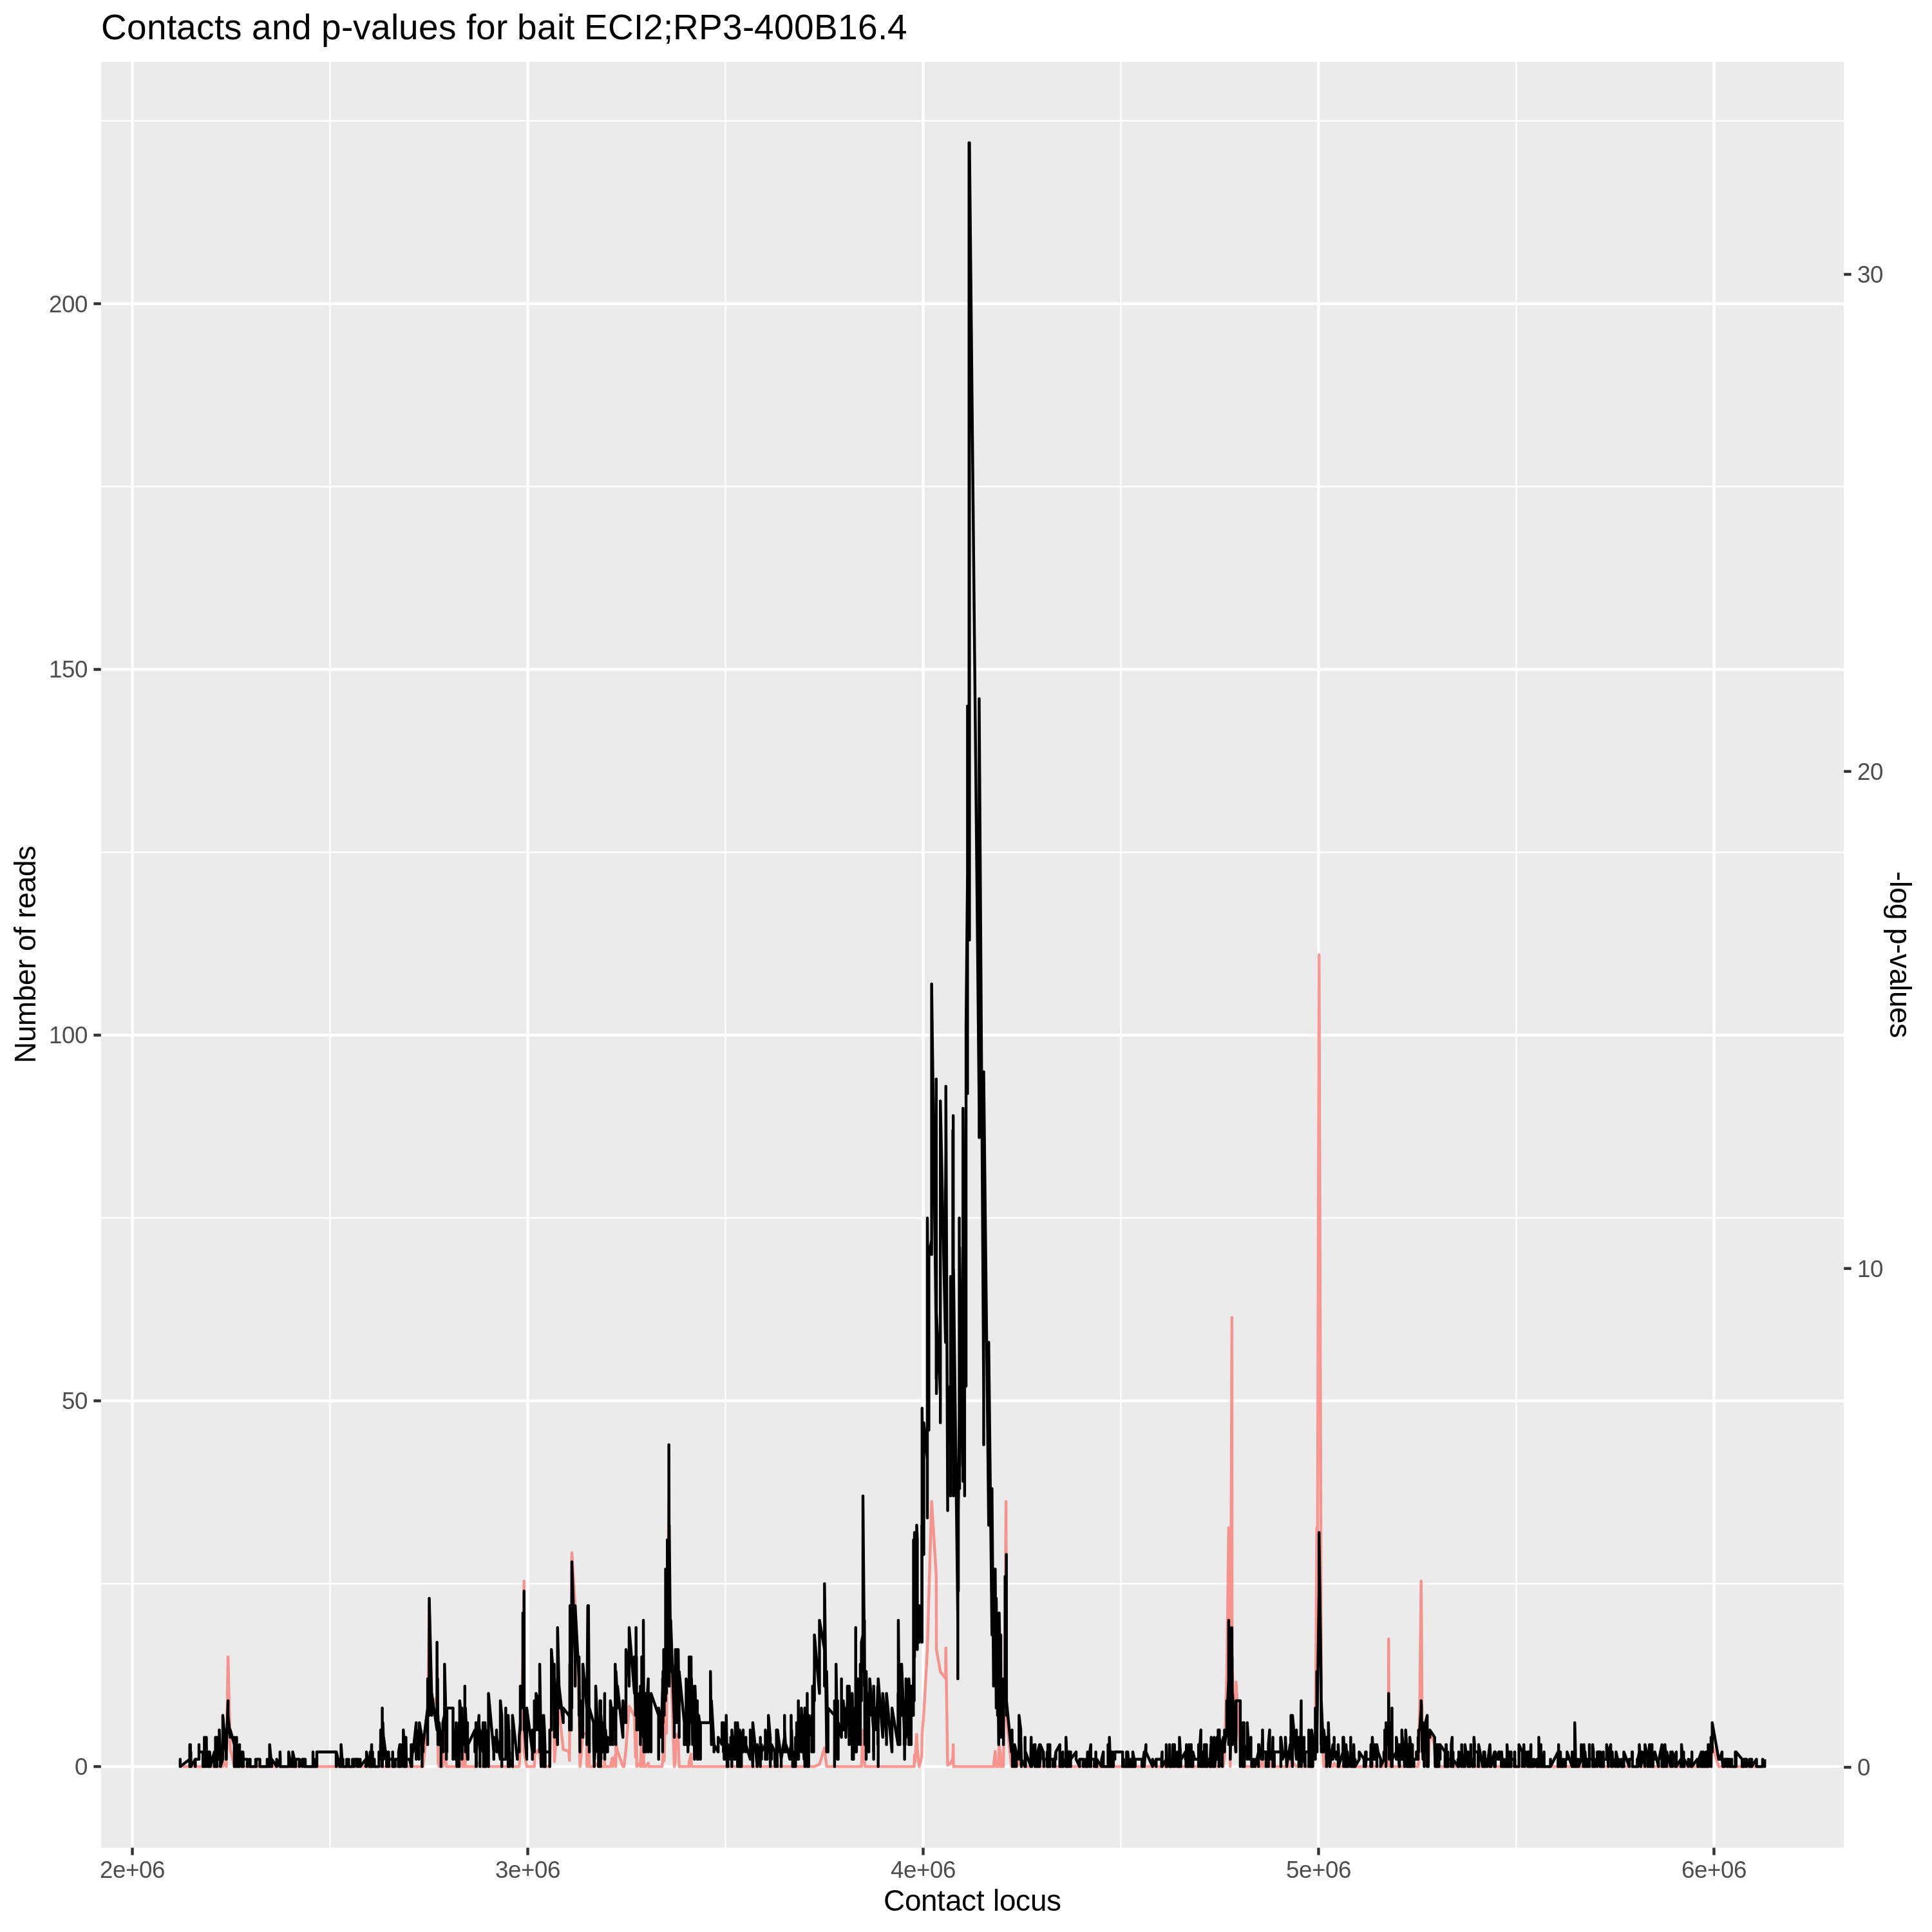 Contacts and p-values for bait ECI2;RP3-400B16.4
200
150
100
50
0
Number of reads
30
20
10
0
-log p-values
2e+06 3e+06 4e+06 5e+06 6e+06
Contact locus